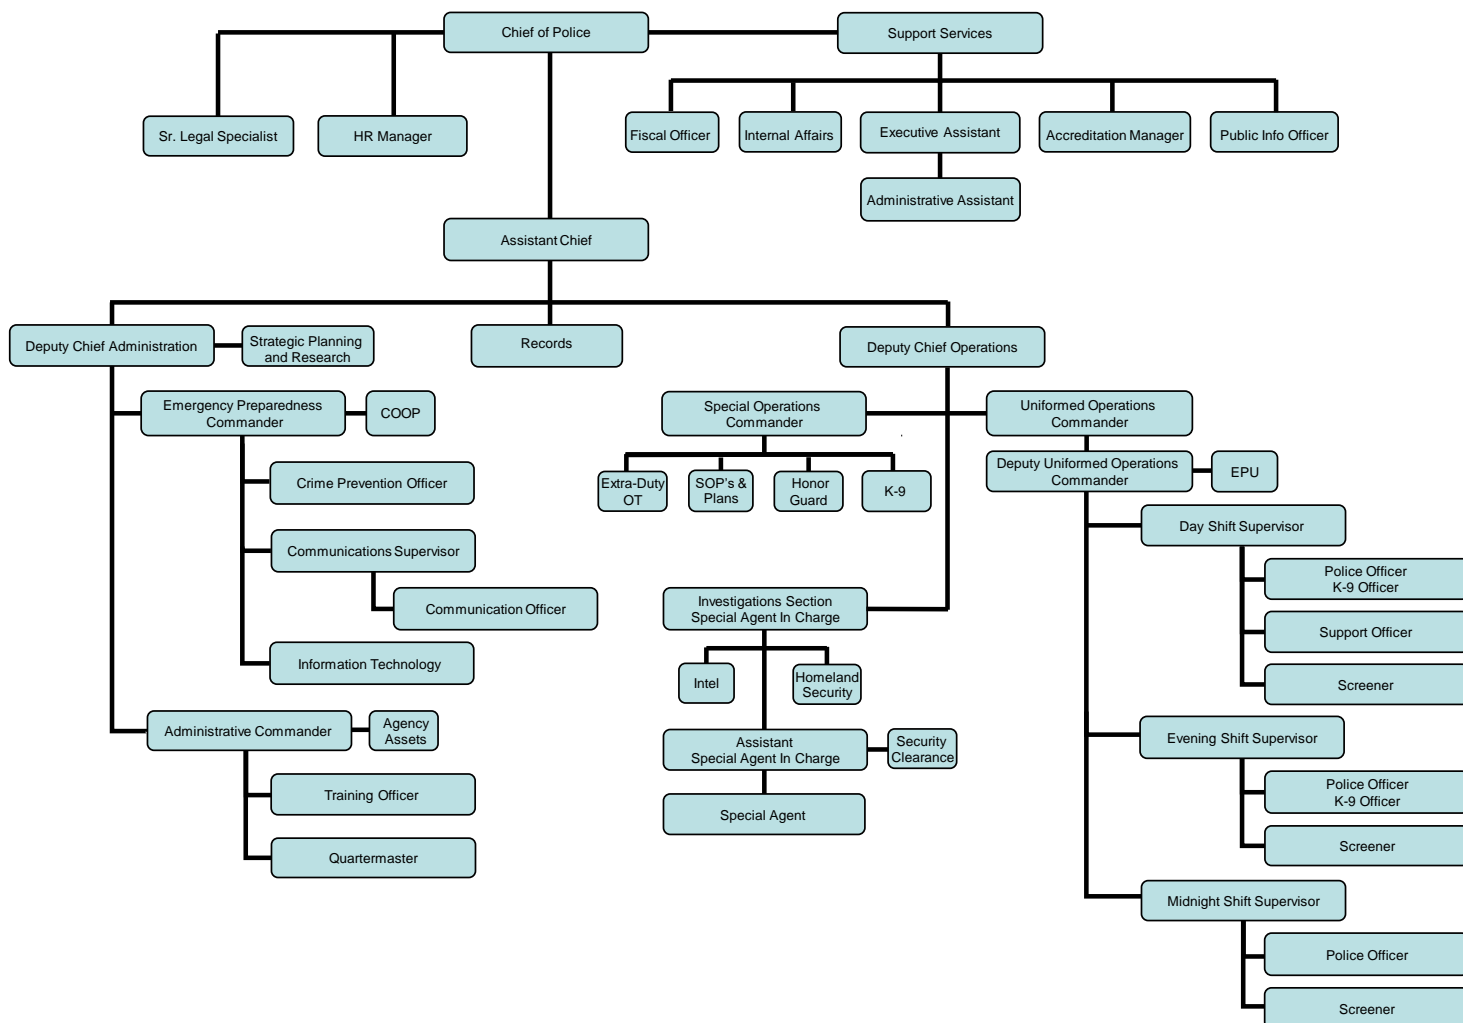 Chief of Police
Support Services
Sr. Legal Specialist
HR Manager
Fiscal Officer
Internal Affairs
Executive Assistant
Accreditation Manager
Public Info Officer
Administrative Assistant
Assistant Chief
Deputy Chief Administration
Strategic Planning
and Research
Records
Deputy Chief Operations
Emergency Preparedness
Commander
COOP
Special Operations
Commander
Uniformed Operations
Commander
Deputy Uniformed Operations
Commander
EPU
Crime Prevention Officer
Extra-Duty
OT
SOP's &
Plans
Honor
Guard
K-9
Day Shift Supervisor
Communications Supervisor
Police Officer
K-9 Officer
Communication Officer
Investigations Section
Special Agent In Charge
Support Officer
Information Technology
Intel
Homeland
Security
Screener
Administrative Commander
Agency
Assets
Assistant
Special Agent In Charge
Security
Clearance
Evening Shift Supervisor
Training Officer
Special Agent
Police Officer
K-9 Officer
Quartermaster
Screener
Midnight Shift Supervisor
Police Officer
Screener